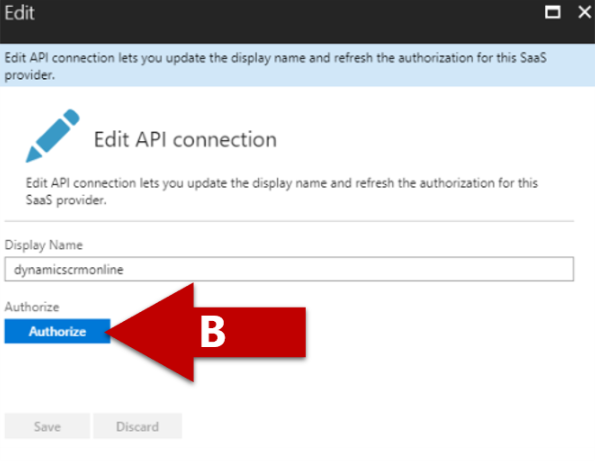 Edit
Edit API connection lets you update the display name and refresh the authorization for this SaaS
provider.
Edit API connection
Edit API connection lets you update the display name and refresh the authorization for this
SaaS provider.
Display Name
dynamicscrmonline
Authorize
Authorize
B
Save Discard